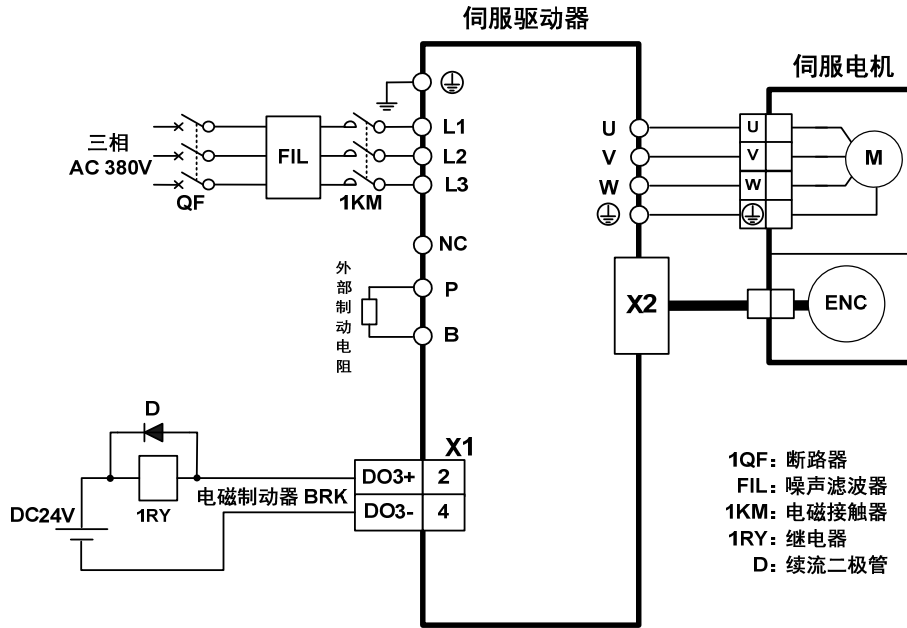 伺服驱动器
伺服电机
三相
AC 380V
QF
FIL
1KM
L1
L2
L3
NC
外部制动电阻
P
B
U
V
W
U
V
W
M
X2
ENC
D
1RY
DC24V
电磁制动器 BRK
X1
DO3+ 2
DO3- 4
1QF：断路器
FIL：噪声滤波器
1KM：电磁接触器
1RY：继电器
D：续流二极管